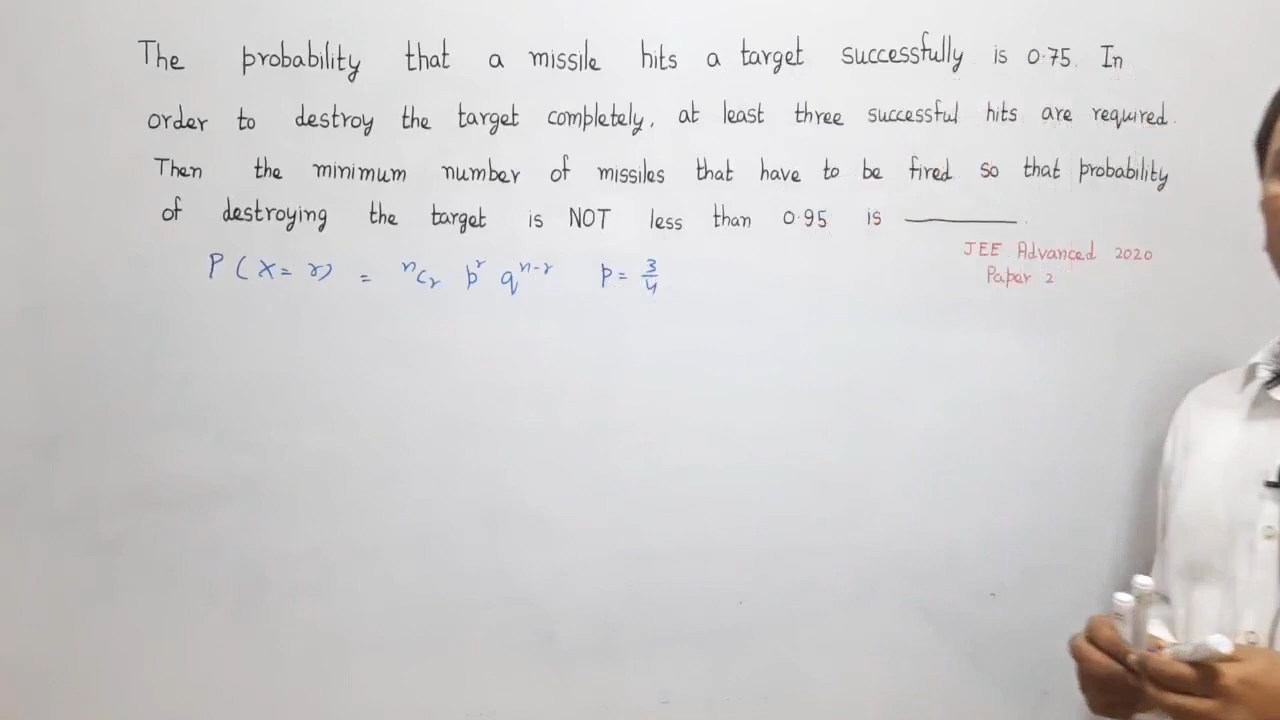 The probability that a missile hits a target successfully is 0.75. In
order to destroy the target completely, at least three successful hits are required.
Then the minimum number of missiles that have to be fired so that probability
of destroying the target is NOT less than 0.95 is ________.
JEE Advanced 2020
Paper 2
P(X = r) = ⁿCᵣ pʳ qⁿ⁻ʳ p = 3/4